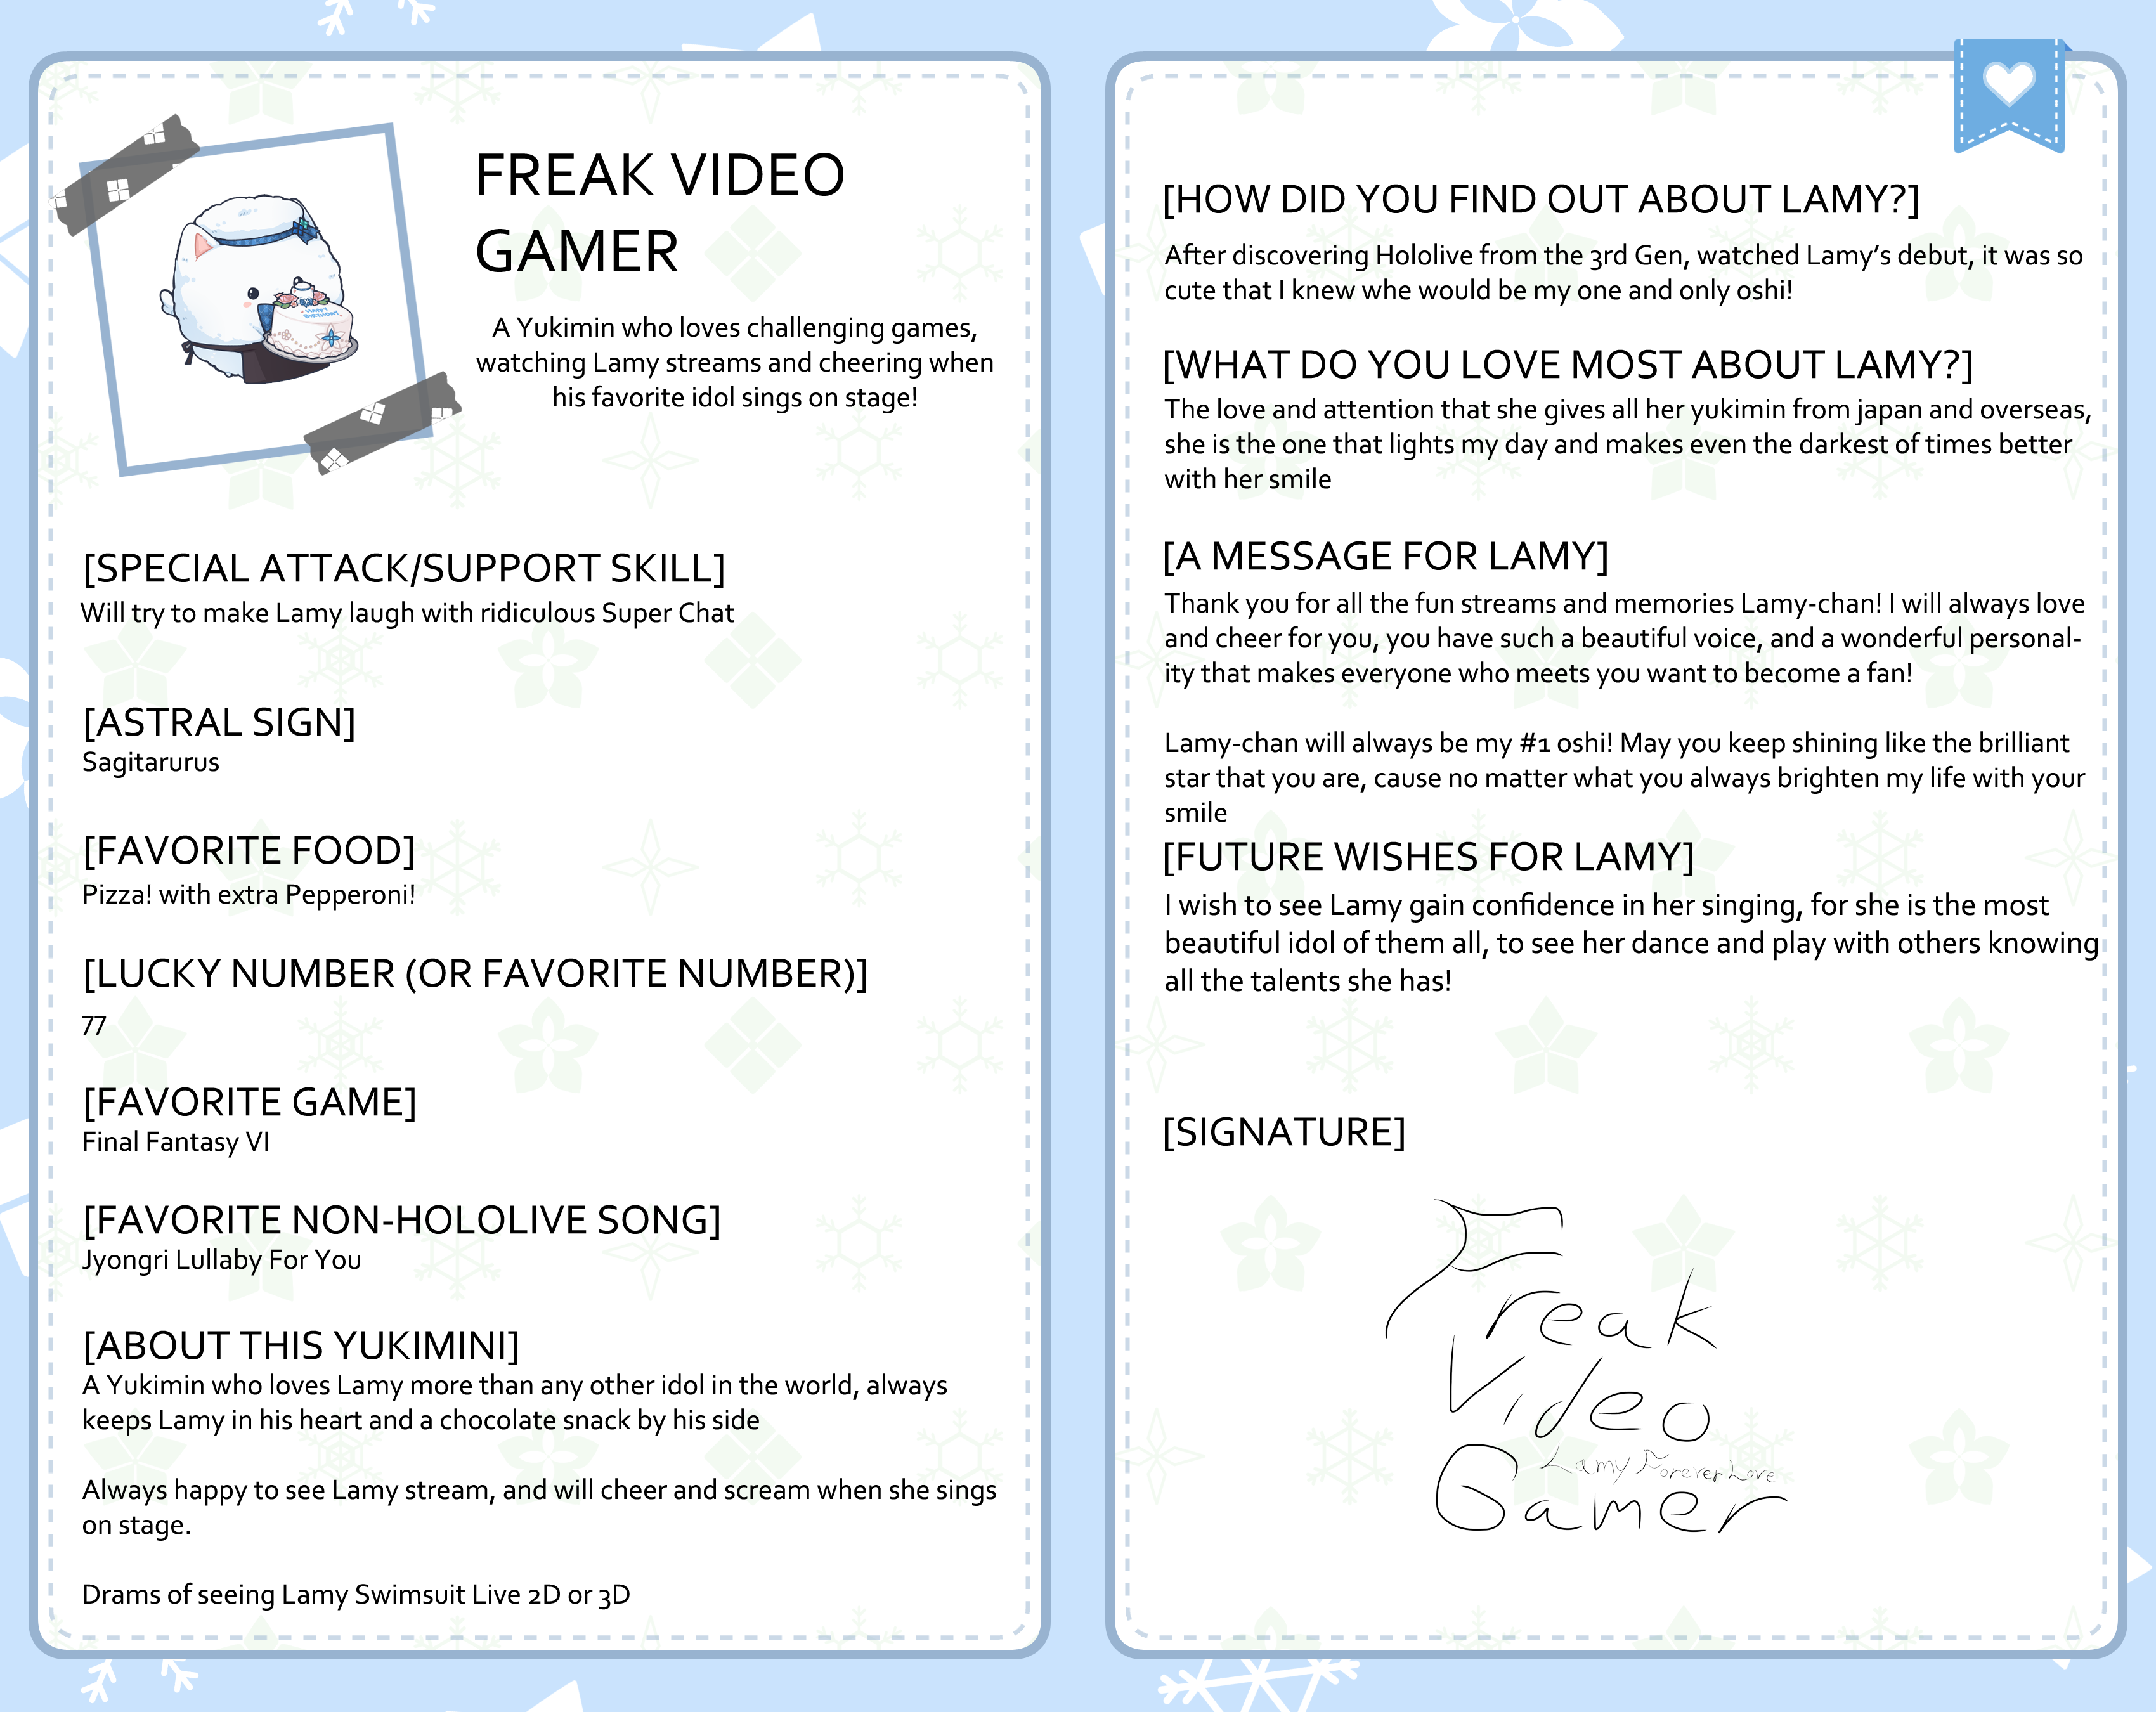 FREAK VIDEO
GAMER
A Yukimin who loves challenging games,
watching Lamy streams and cheering when
his favorite idol sings on stage!
HAPPY
BIRTHDAY
[SPECIAL ATTACK/SUPPORT SKILL]
Will try to make Lamy laugh with ridiculous Super Chat
[ASTRAL SIGN]
Sagitarurus
[FAVORITE FOOD]
Pizza! with extra Pepperoni!
[LUCKY NUMBER (OR FAVORITE NUMBER)]
77
[FAVORITE GAME]
Final Fantasy VI
[FAVORITE NON-HOLOLIVE SONG]
Jyongri Lullaby For You
[ABOUT THIS YUKIMINI]
A Yukimin who loves Lamy more than any other idol in the world, always
keeps Lamy in his heart and a chocolate snack by his side
Always happy to see Lamy stream, and will cheer and scream when she sings
on stage.
Drams of seeing Lamy Swimsuit Live 2D or 3D
[HOW DID YOU FIND OUT ABOUT LAMY?]
After discovering Hololive from the 3rd Gen, watched Lamy’s debut, it was so
cute that I knew whe would be my one and only oshi!
[WHAT DO YOU LOVE MOST ABOUT LAMY?]
The love and attention that she gives all her yukimin from japan and overseas,
she is the one that lights my day and makes even the darkest of times better
with her smile
[A MESSAGE FOR LAMY]
Thank you for all the fun streams and memories Lamy-chan! I will always love
and cheer for you, you have such a beautiful voice, and a wonderful personal-
ity that makes everyone who meets you want to become a fan!
Lamy-chan will always be my #1 oshi! May you keep shining like the brilliant
star that you are, cause no matter what you always brighten my life with your
smile
[FUTURE WISHES FOR LAMY]
I wish to see Lamy gain confidence in her singing, for she is the most
beautiful idol of them all, to see her dance and play with others knowing
all the talents she has!
[SIGNATURE]
Freak
Video
Lamy Forever Love
Gamer